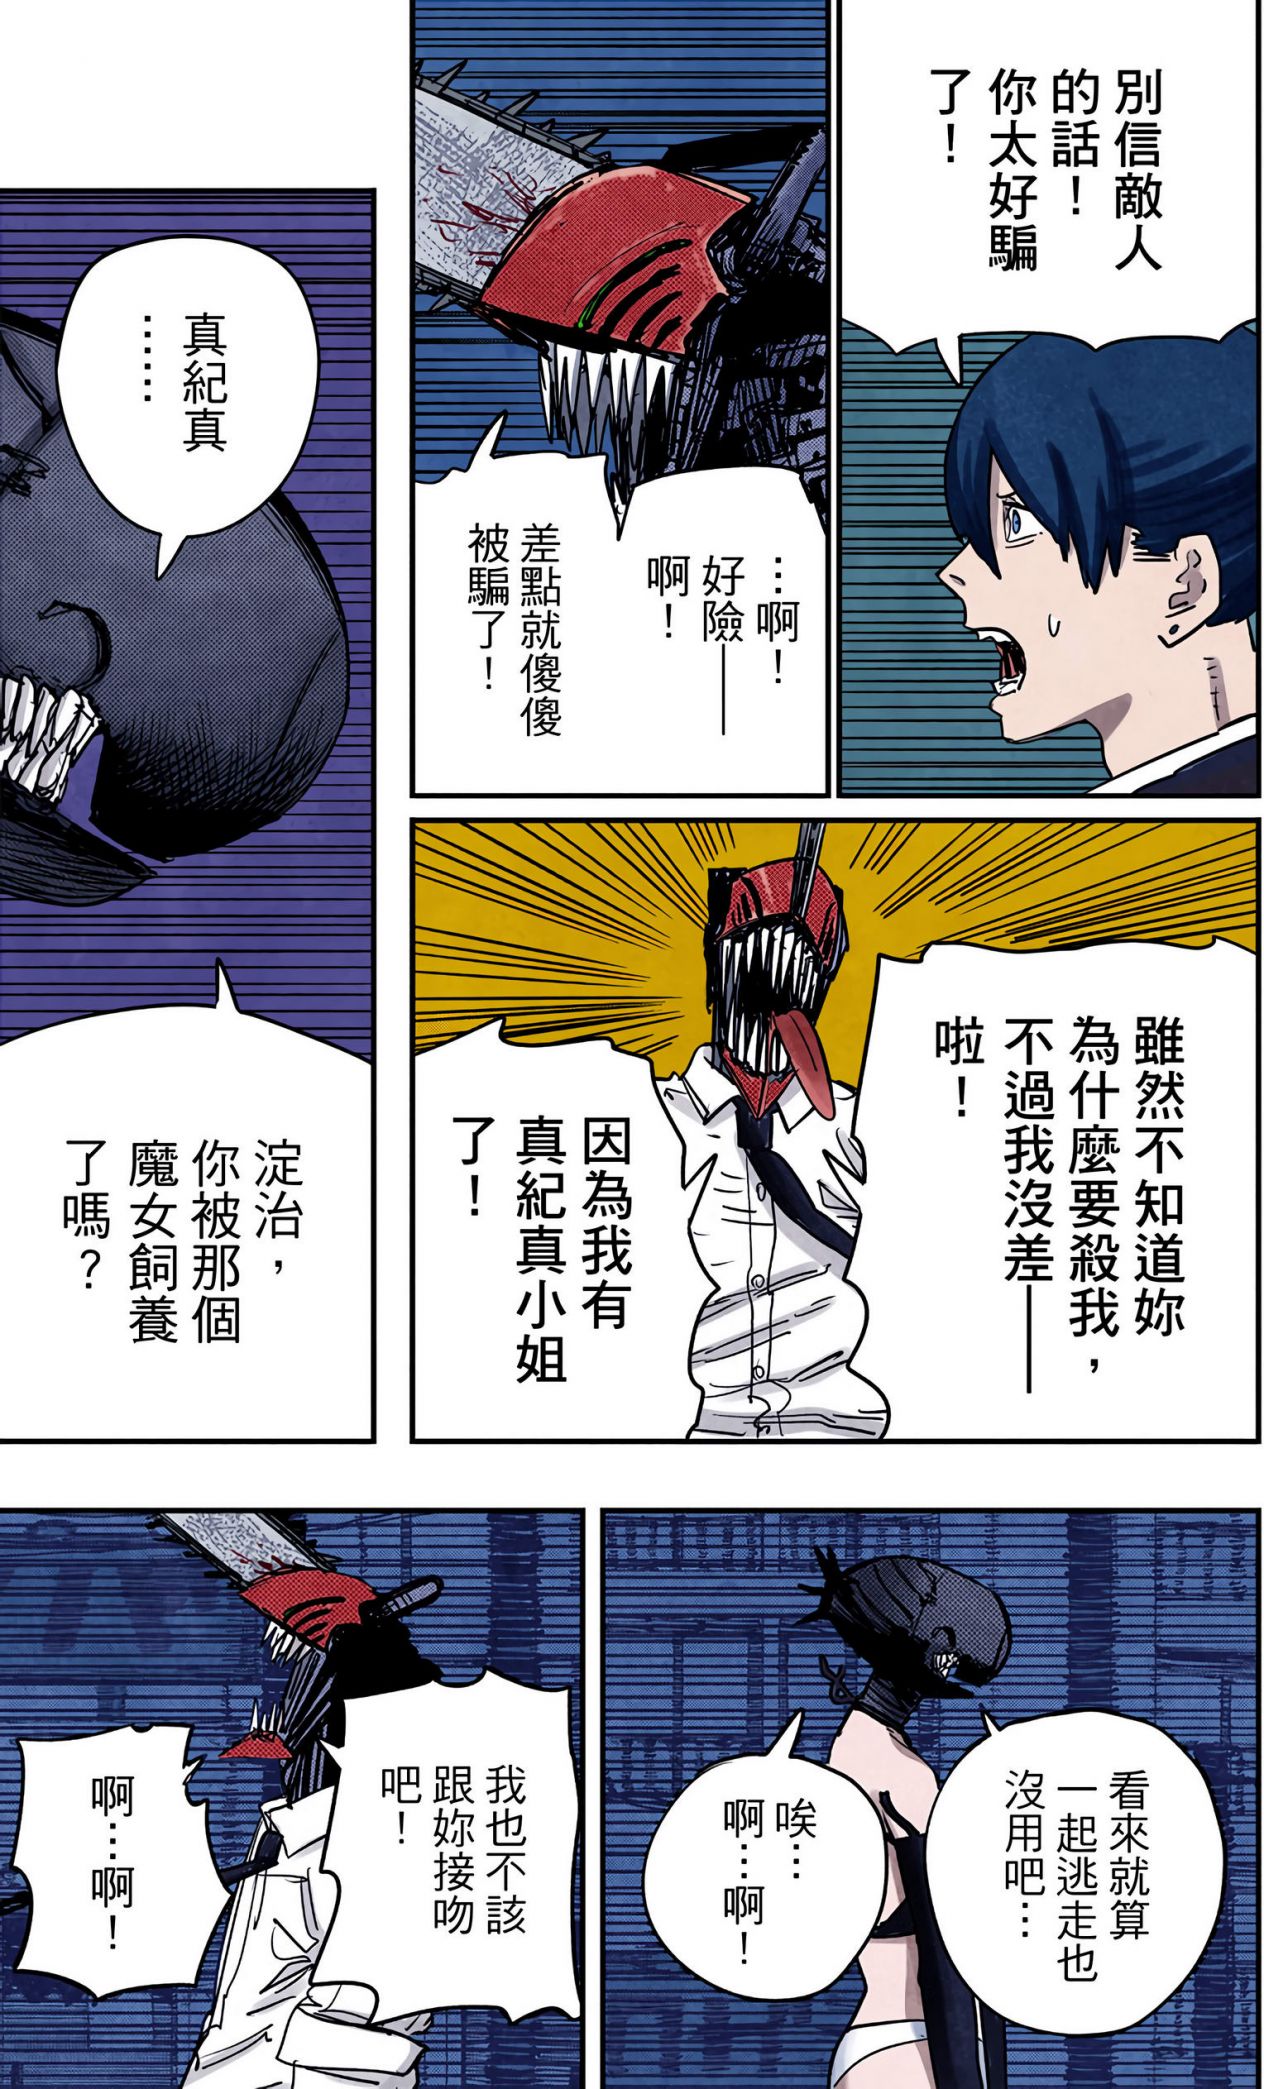 別信敵人
的話！
你太好騙
了！
…啊！
好險——
啊！
差點就傻傻
被騙了！
雖然不知道妳
為什麼要殺我，
不過我沒差——
啦！
因為我有
真紀真小姐
了！
真紀真
……
淀治，
你被那個
魔女飼養
了嗎？
看來就算
一起逃走也
沒用吧…
唉…
啊…啊！
我也不該
跟妳接吻
吧！
啊…啊！